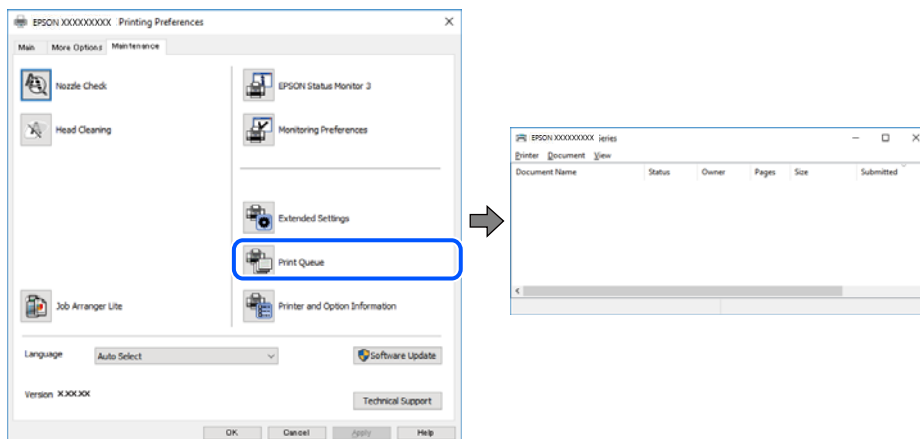 EPSON XXXXXXXXX Printing Preferences
Main More Options Maintenance
Nozzle Check
EPSON Status Monitor 3
Head Cleaning
Monitoring Preferences
Extended Settings
Print Queue
Job Arranger Lite
Printer and Option Information
Language Auto Select
Software Update
Version X.XX.XX
Technical Support
OK Cancel Apply Help
EPSON XXXXXXXXX ieries
Printer Document View
Document Name Status Owner Pages Size Submitted